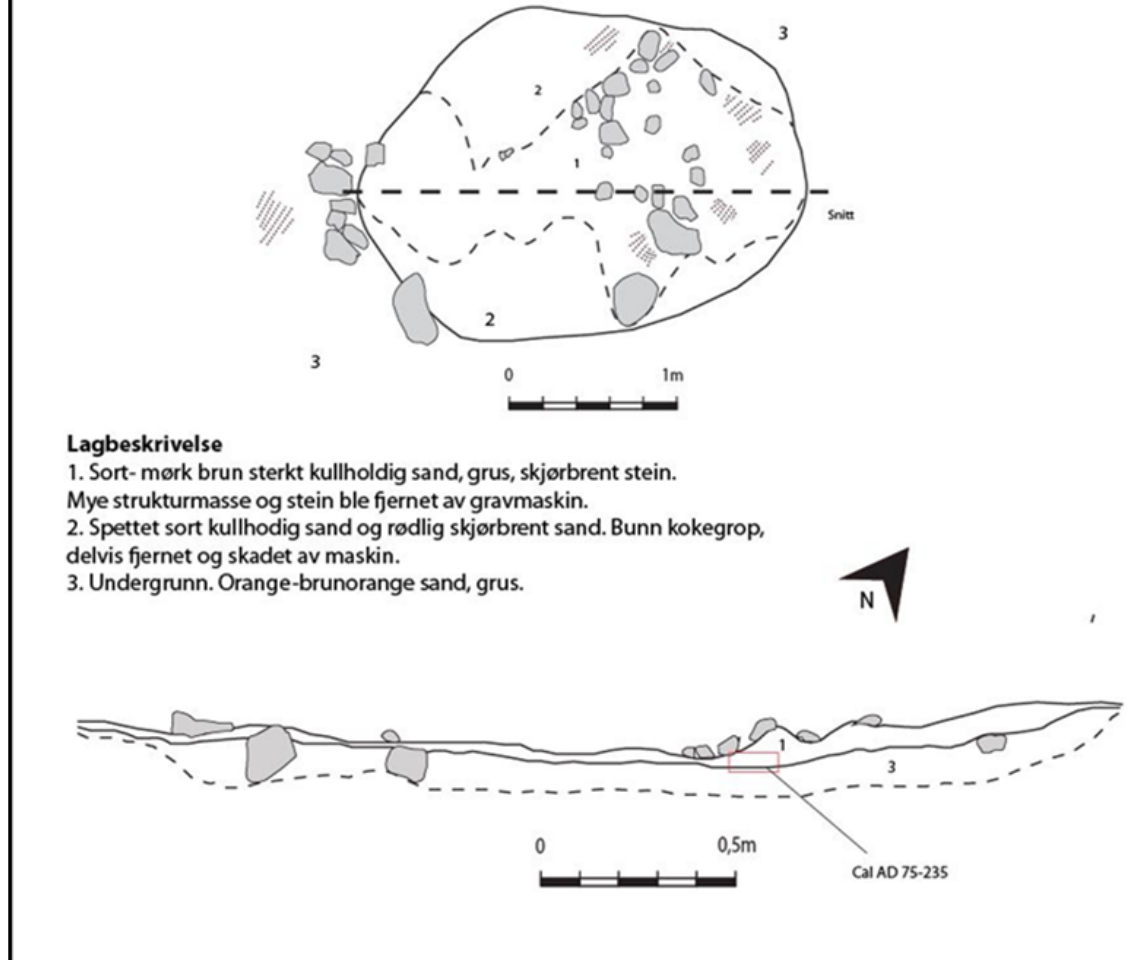 3
2
1
Snitt
2
3
0 1m
Lagbeskrivelse
1. Sort- mørk brun sterkt kullholdig sand, grus, skjørbrent stein.
Mye strukturmasse og stein ble fjernet av gravmaskin.
2. Spettet sort kullhodig sand og rødlig skjørbrent sand. Bunn kokegrop,
delvis fjernet og skadet av maskin.
3. Undergrunn. Orange-brunorange sand, grus.
N
1
3
0 0,5m
Cal AD 75-235